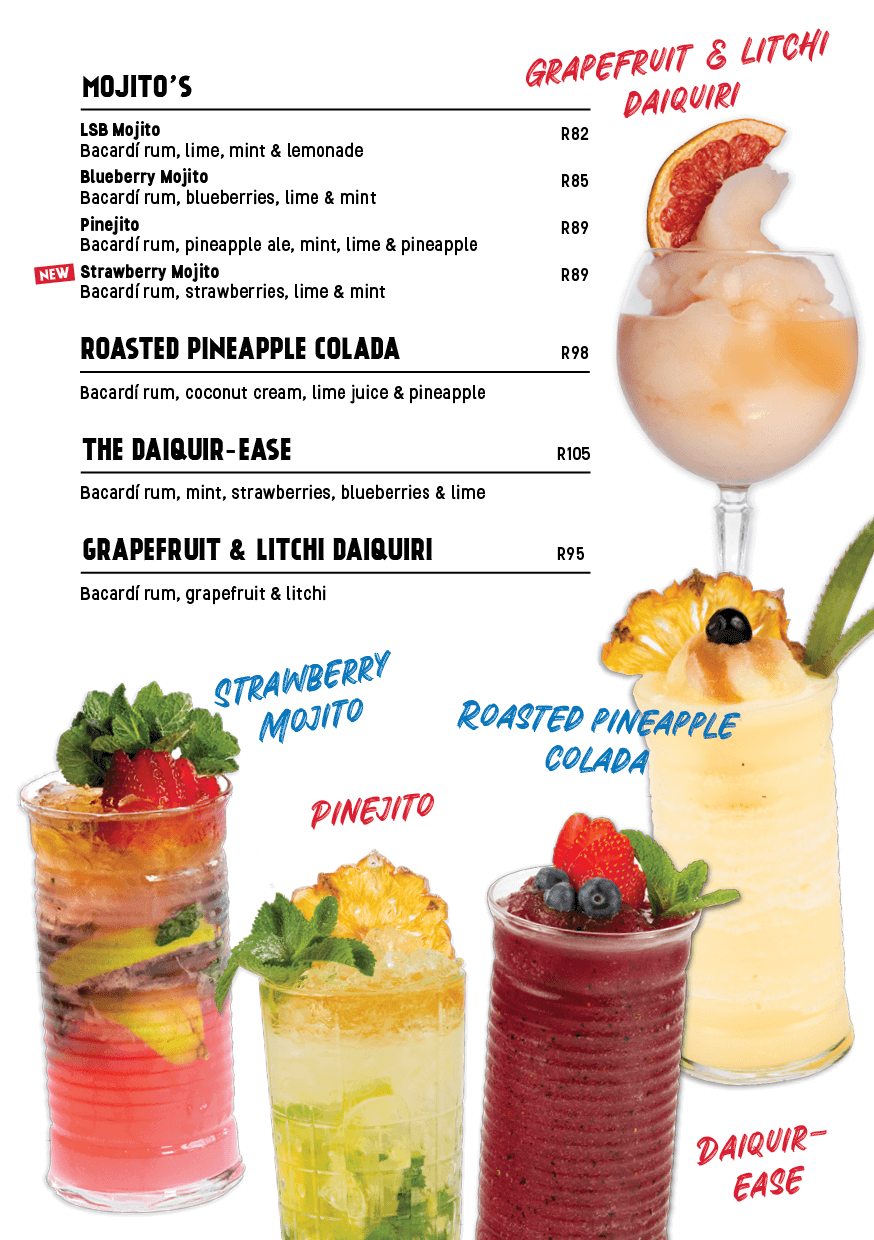 GRAPEFRUIT & LITCHI
DAIQUIRI
MOJITO'S
LSB Mojito R82
Bacardí rum, lime, mint & lemonade
Blueberry Mojito R85
Bacardí rum, blueberries, lime & mint
Pinejito R89
Bacardí rum, pineapple ale, mint, lime & pineapple
NEW Strawberry Mojito R89
Bacardí rum, strawberries, lime & mint
ROASTED PINEAPPLE COLADA R98
Bacardí rum, coconut cream, lime juice & pineapple
THE DAIQUIR-EASE R105
Bacardí rum, mint, strawberries, blueberries & lime
GRAPEFRUIT & LITCHI DAIQUIRI R95
Bacardí rum, grapefruit & litchi
STRAWBERRY
MOJITO
ROASTED PINEAPPLE
COLADA
PINEJITO
DAIQUIR-
EASE